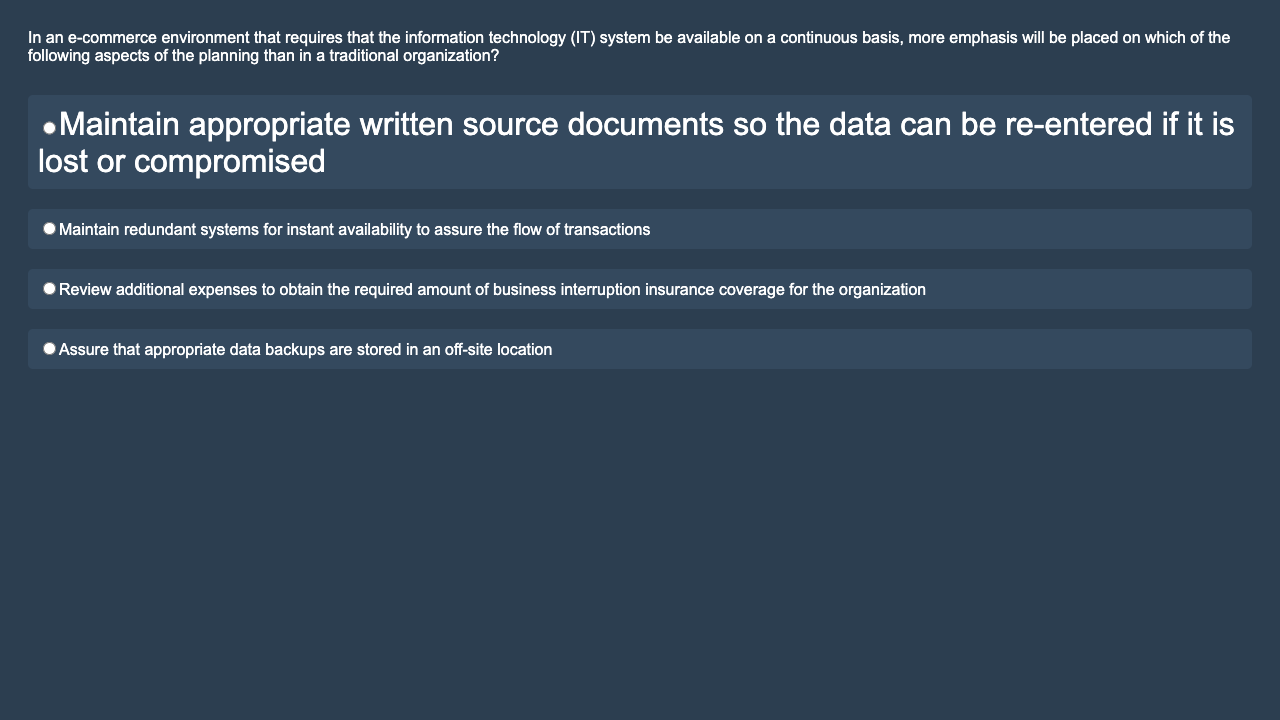 In an e-commerce environment that requires that the information technology (IT) system be available on a continuous basis, more emphasis will be placed on which of the
following aspects of the planning than in a traditional organization?
Maintain appropriate written source documents so the data can be re-entered if it is
lost or compromised
Maintain redundant systems for instant availability to assure the flow of transactions
Review additional expenses to obtain the required amount of business interruption insurance coverage for the organization
Assure that appropriate data backups are stored in an off-site location